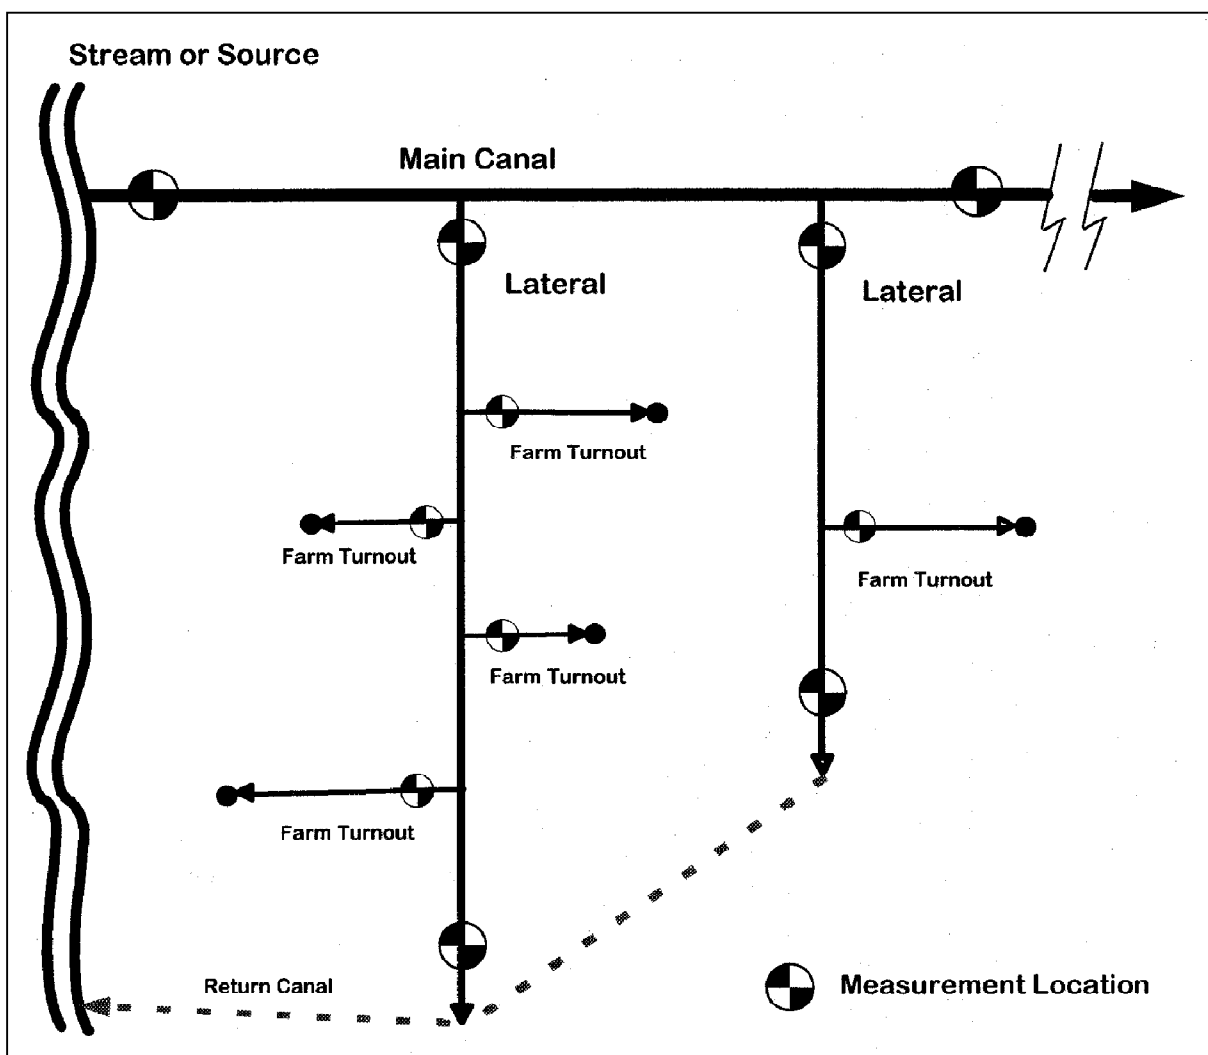 Stream or Source
Main Canal
Lateral
Lateral
Farm Turnout
Farm Turnout
Farm Turnout
Farm Turnout
Farm Turnout
Return Canal
Measurement Location